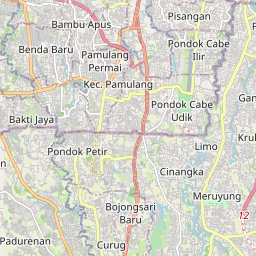 Pisangan
Bambu Apus
Benda Baru
Pamulang
Permai
Pondok Cabe
Ilir
Kec. Pamulang
Pondok Cabe
Udik
Gan
Bakti Jaya
Limo
Kruk
Pondok Petir
Cinangka
Meruyung
Bojongsari
Baru
12
Padurenan
Curug